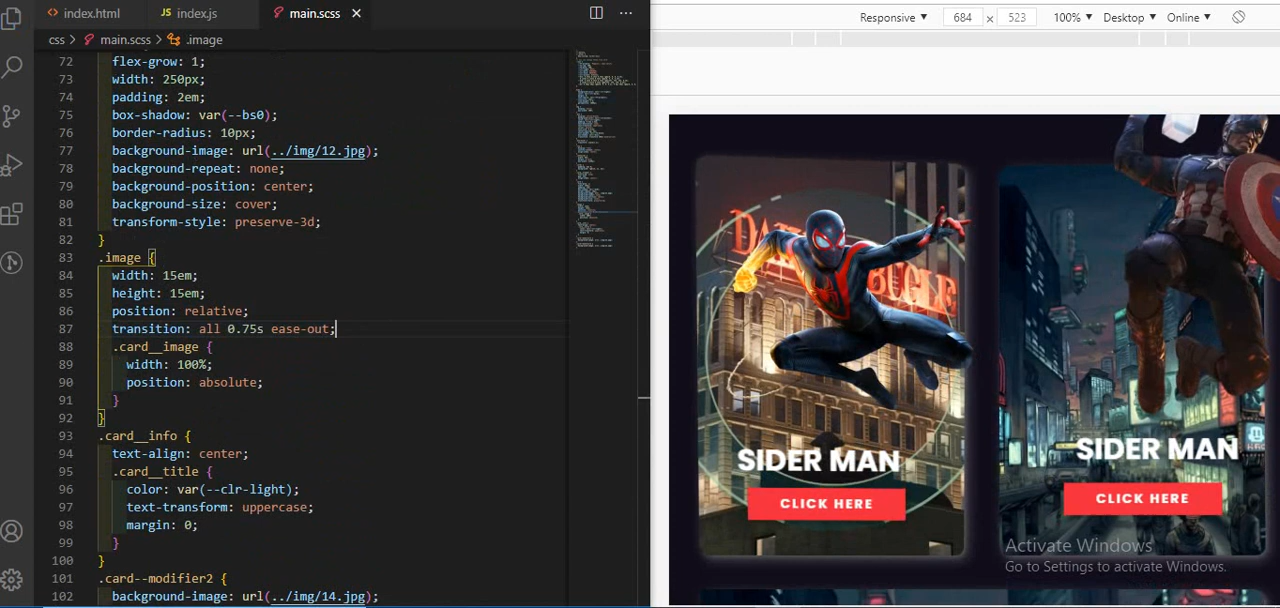 index.html
JS index.js
main.scss
css > main.scss > .image
72 flex-grow: 1;
73 width: 250px;
74 padding: 2em;
75 box-shadow: var(--bs0);
76 border-radius: 10px;
77 background-image: url(../img/12.jpg);
78 background-repeat: none;
79 background-position: center;
80 background-size: cover;
81 transform-style: preserve-3d;
82 }
83 .image {
84 width: 15em;
85 height: 15em;
86 position: relative;
87 transition: all 0.75s ease-out;
88 .card__image {
89 width: 100%;
90 position: absolute;
91 }
92 }
93 .card__info {
94 text-align: center;
95 .card__title {
96 color: var(--clr-light);
97 text-transform: uppercase;
98 margin: 0;
99 }
100 }
101 .card--modifier2 {
102 background-image: url(../img/14.jpg);
Responsive 684 x 523 100% Desktop Online
DAILY BUGLE
SIDER MAN
CLICK HERE
SIDER MAN
CLICK HERE
Activate Windows
Go to Settings to activate Windows.